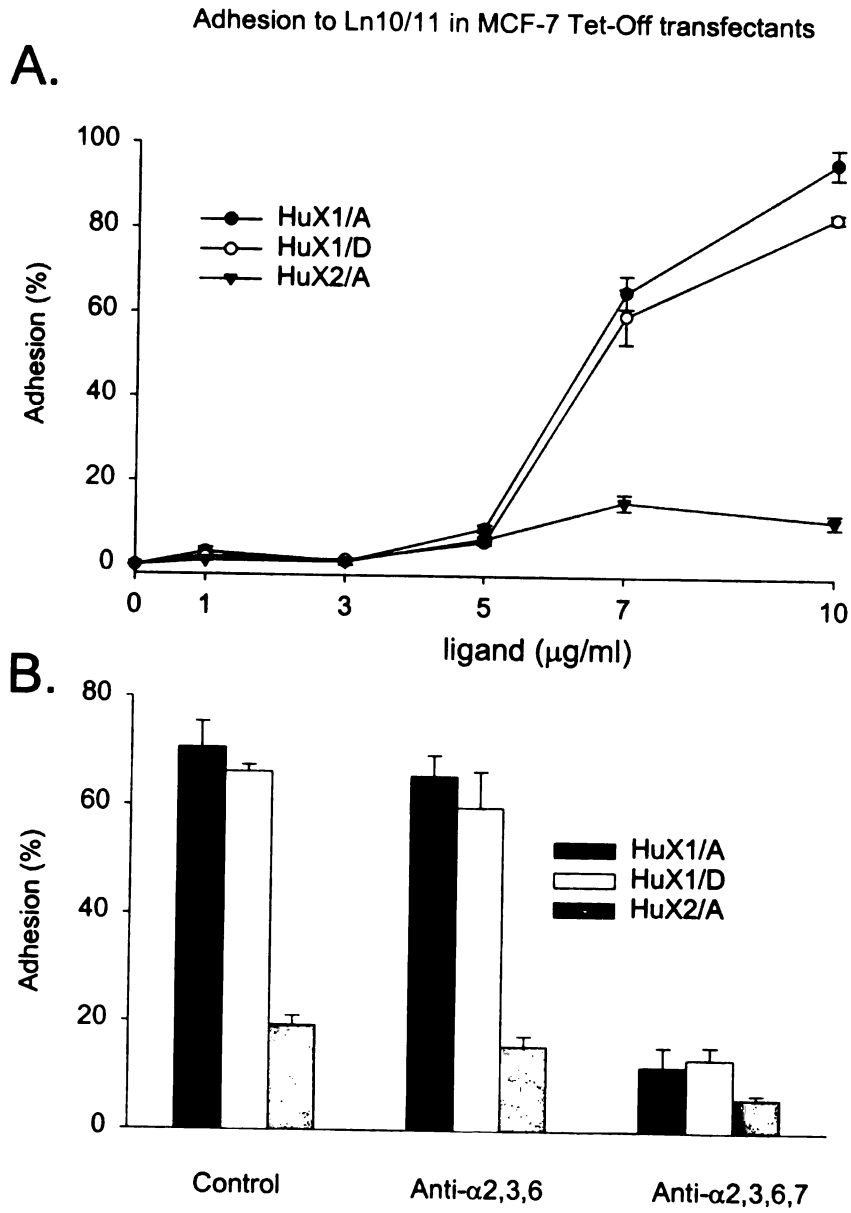 Adhesion to Ln10/11 in MCF-7 Tet-Off transfectants
A.
100
80
60
40
20
0
Adhesion (%)
HuX1/A
HuX1/D
HuX2/A
0 1 3 5 7 10
ligand (μg/ml)
B.
80
60
40
20
0
Adhesion (%)
HuX1/A
HuX1/D
HuX2/A
Control Anti-α2,3,6 Anti-α2,3,6,7